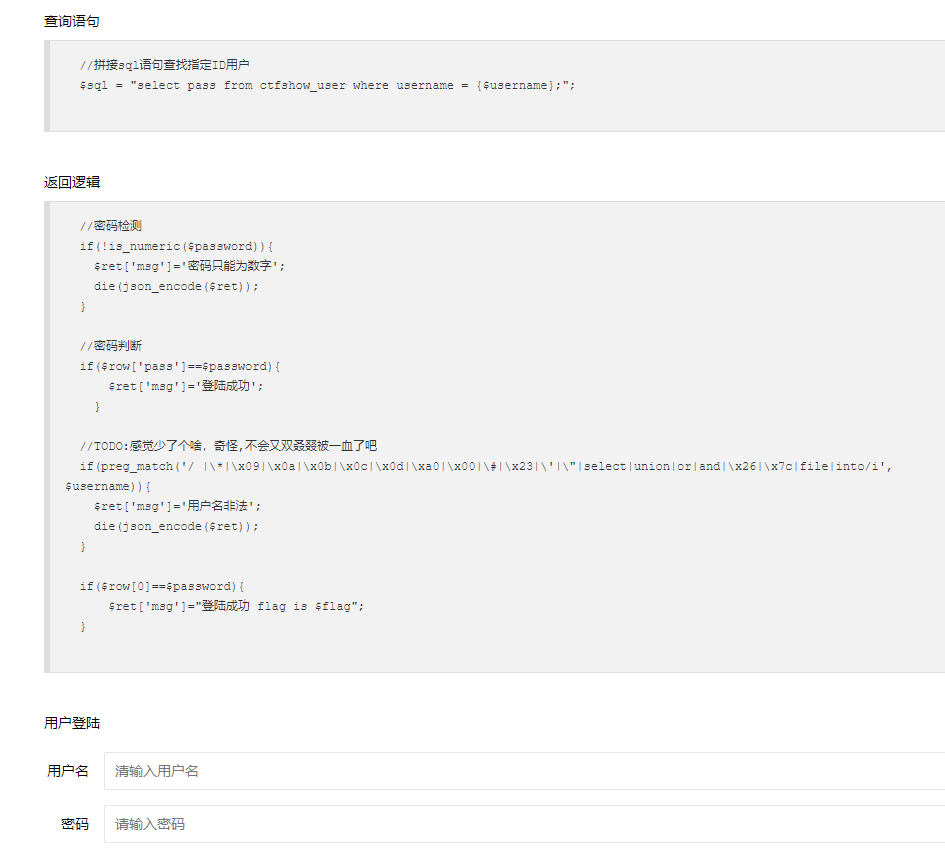 查询语句
//拼接sql语句查找指定ID用户
$sql = "select pass from ctfshow_user where username = {$username};";
返回逻辑
//密码检测
if(!is_numeric($password)){
$ret['msg']='密码只能为数字';
die(json_encode($ret));
}
//密码判断
if($row['pass']==$password){
$ret['msg']='登陆成功';
}
//TODO:感觉少了个啥，奇怪,不会又双叒叕被一血了吧
if(preg_match('/ |\*|\x09|\x0a|\x0b|\x0c|\x0d|\xa0|\x00|\#|\x23|\'|\"|select|union|or|and|\x26|\x7c|file|into/i',
$username)){
$ret['msg']='用户名非法';
die(json_encode($ret));
}
if($row[0]==$password){
$ret['msg']="登陆成功 flag is $flag";
}
用户登陆
用户名 请输入用户名
密码 请输入密码